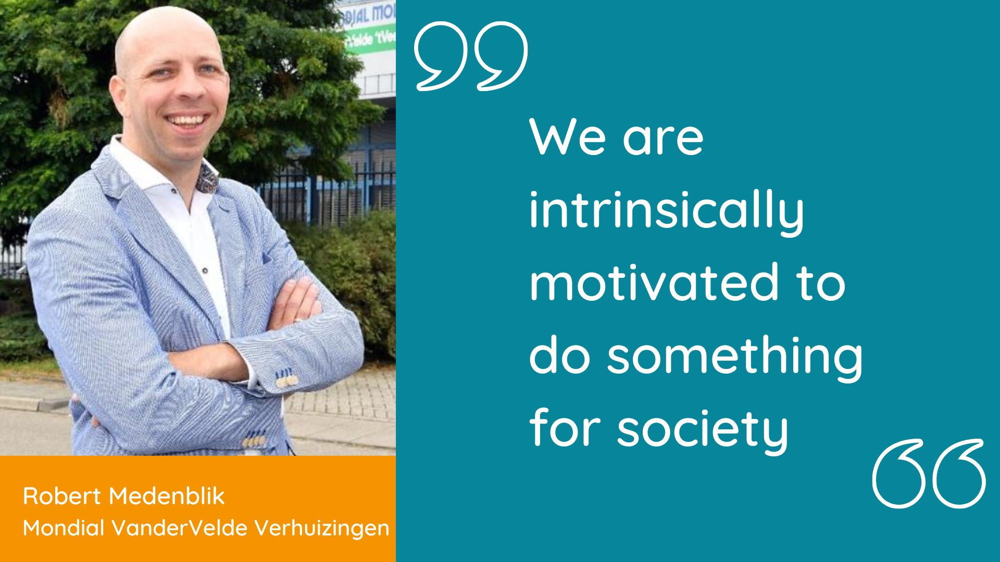 We are
intrinsically
motivated to
do something
for society
Robert Medenblik
Mondial VanderVelde Verhuizingen